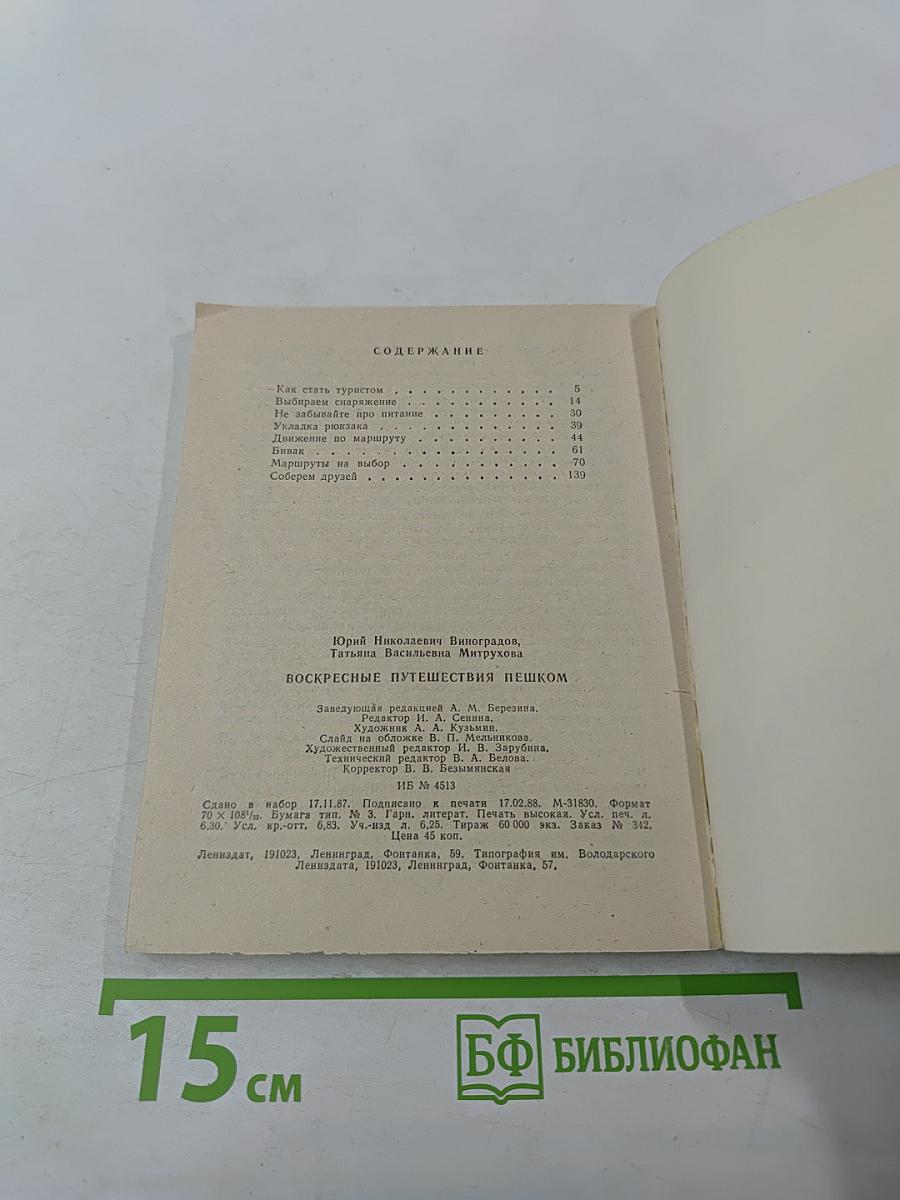 СОДЕРЖАНИЕ
Как стать туристом . . . . . . . . . . . . 5
Выбираем снаряжение . . . . . . . . . . . 14
Не забывайте про питание . . . . . . . . . 30
Укладка рюкзака . . . . . . . . . . . . . 39
Движение по маршруту . . . . . . . . . . 44
Бивак . . . . . . . . . . . . . . . . . . 61
Маршруты на выбор . . . . . . . . . . . 70
Соберем друзей . . . . . . . . . . . . . . 139
Юрий Николаевич Виноградов,
Татьяна Васильевна Митрухова
ВОСКРЕСНЫЕ ПУТЕШЕСТВИЯ ПЕШКОМ
Заведующая редакцией А. М. Березина.
Редактор И. А. Сенина.
Художник А. А. Кузьмин.
Слайд на обложке В. П. Мельникова.
Художественный редактор И. В. Зарубина.
Технический редактор В. А. Белова.
Корректор В. В. Безымянская
ИБ № 4513
Сдано в набор 17.11.87. Подписано к печати 17.02.88. М-31830. Формат
70 × 108¹/₃₂. Бумага тип. № 3. Гарн. литерат. Печать высокая. Усл. печ. л.
6,30. Усл. кр.-отт. 6,83. Уч.-изд л. 6,25. Тираж 60 000 экз. Заказ № 342.
Цена 45 коп.
Лениздат, 191023, Ленинград, Фонтанка, 59. Типография им. Володарского
Лениздата, 191023, Ленинград, Фонтанка, 57.
15 см
БФ БИБЛИОФАН